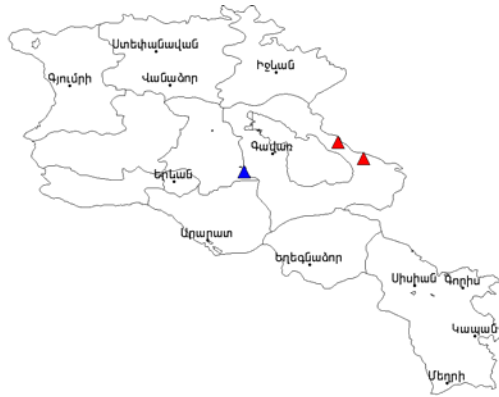 Ստեփանավան
Իջևան
Գյումրի
Վանաձոր
Գավառ
Երևան
Արարատ
Եղեգնաձոր
Սիսիան
Գորիս
Կապան
Մեղրի